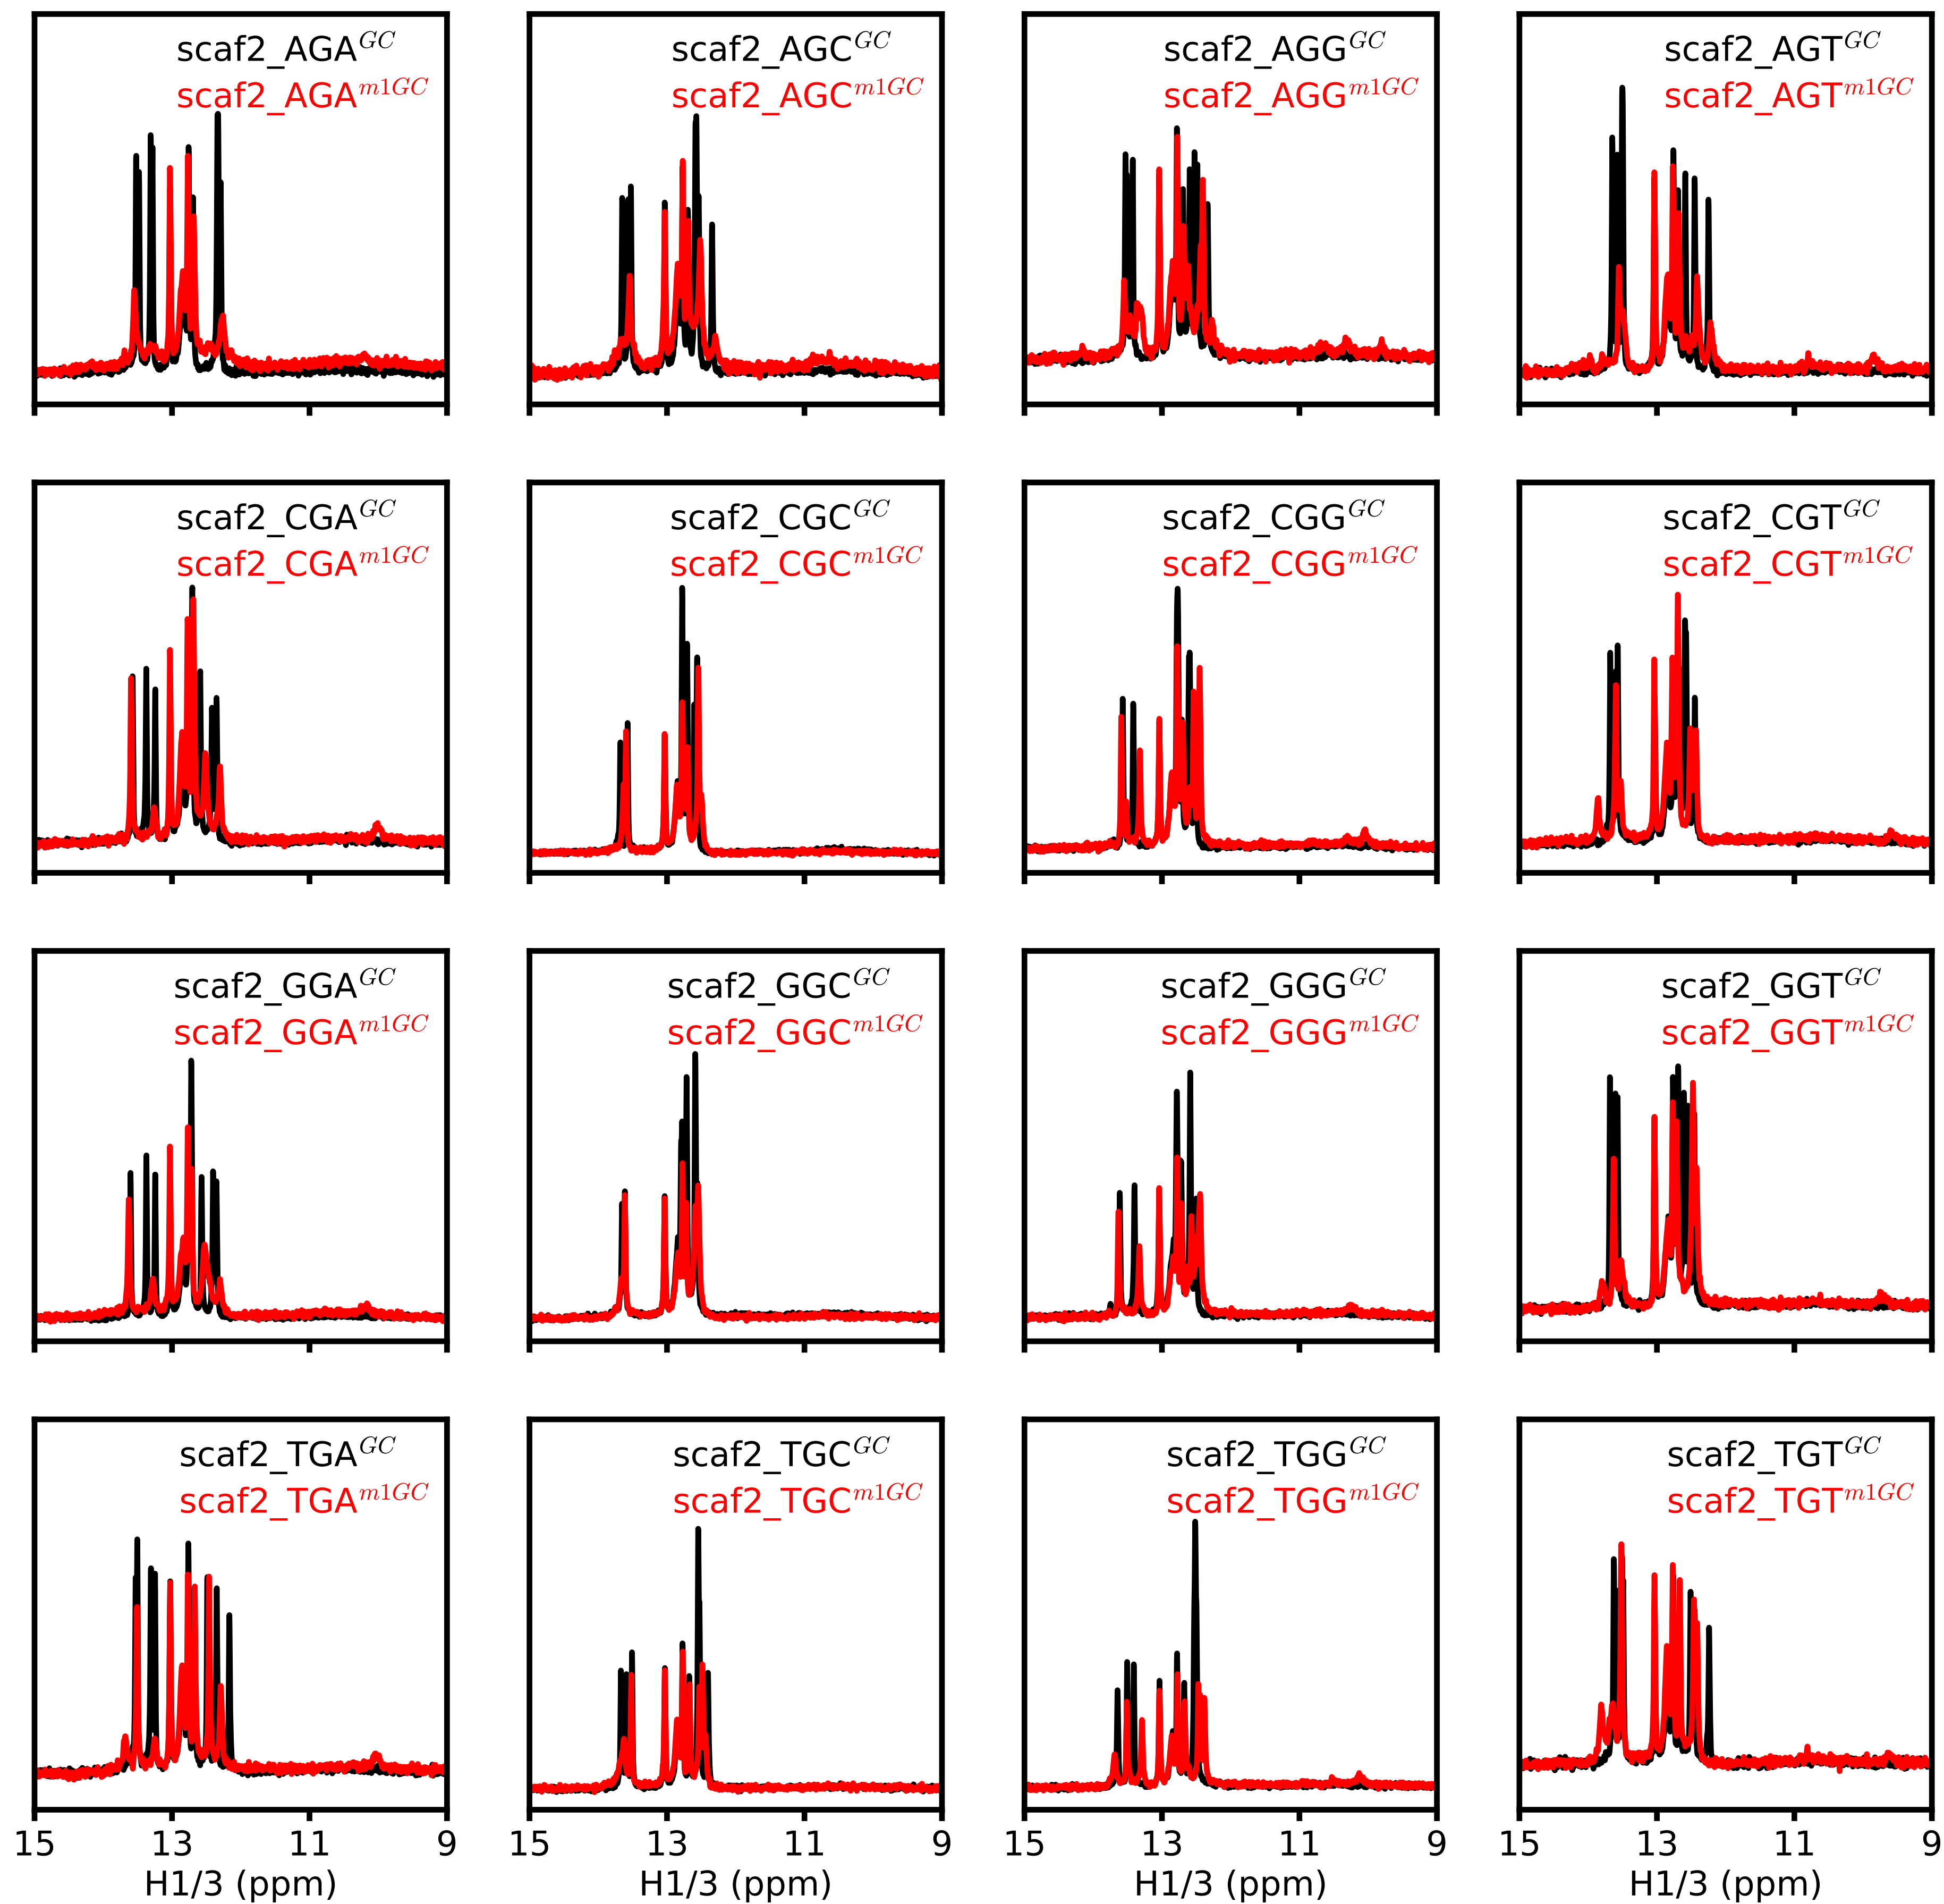 scaf2_AGA^GC
scaf2_AGA^m1GC
scaf2_AGC^GC
scaf2_AGC^m1GC
scaf2_AGG^GC
scaf2_AGG^m1GC
scaf2_AGT^GC
scaf2_AGT^m1GC
scaf2_CGA^GC
scaf2_CGA^m1GC
scaf2_CGC^GC
scaf2_CGC^m1GC
scaf2_CGG^GC
scaf2_CGG^m1GC
scaf2_CGT^GC
scaf2_CGT^m1GC
scaf2_GGA^GC
scaf2_GGA^m1GC
scaf2_GGC^GC
scaf2_GGC^m1GC
scaf2_GGG^GC
scaf2_GGG^m1GC
scaf2_GGT^GC
scaf2_GGT^m1GC
scaf2_TGA^GC
scaf2_TGA^m1GC
scaf2_TGC^GC
scaf2_TGC^m1GC
scaf2_TGG^GC
scaf2_TGG^m1GC
scaf2_TGT^GC
scaf2_TGT^m1GC
15 13 11 9 15 13 11 9 15 13 11 9 15 13 11 9
H1/3 (ppm) H1/3 (ppm) H1/3 (ppm) H1/3 (ppm)